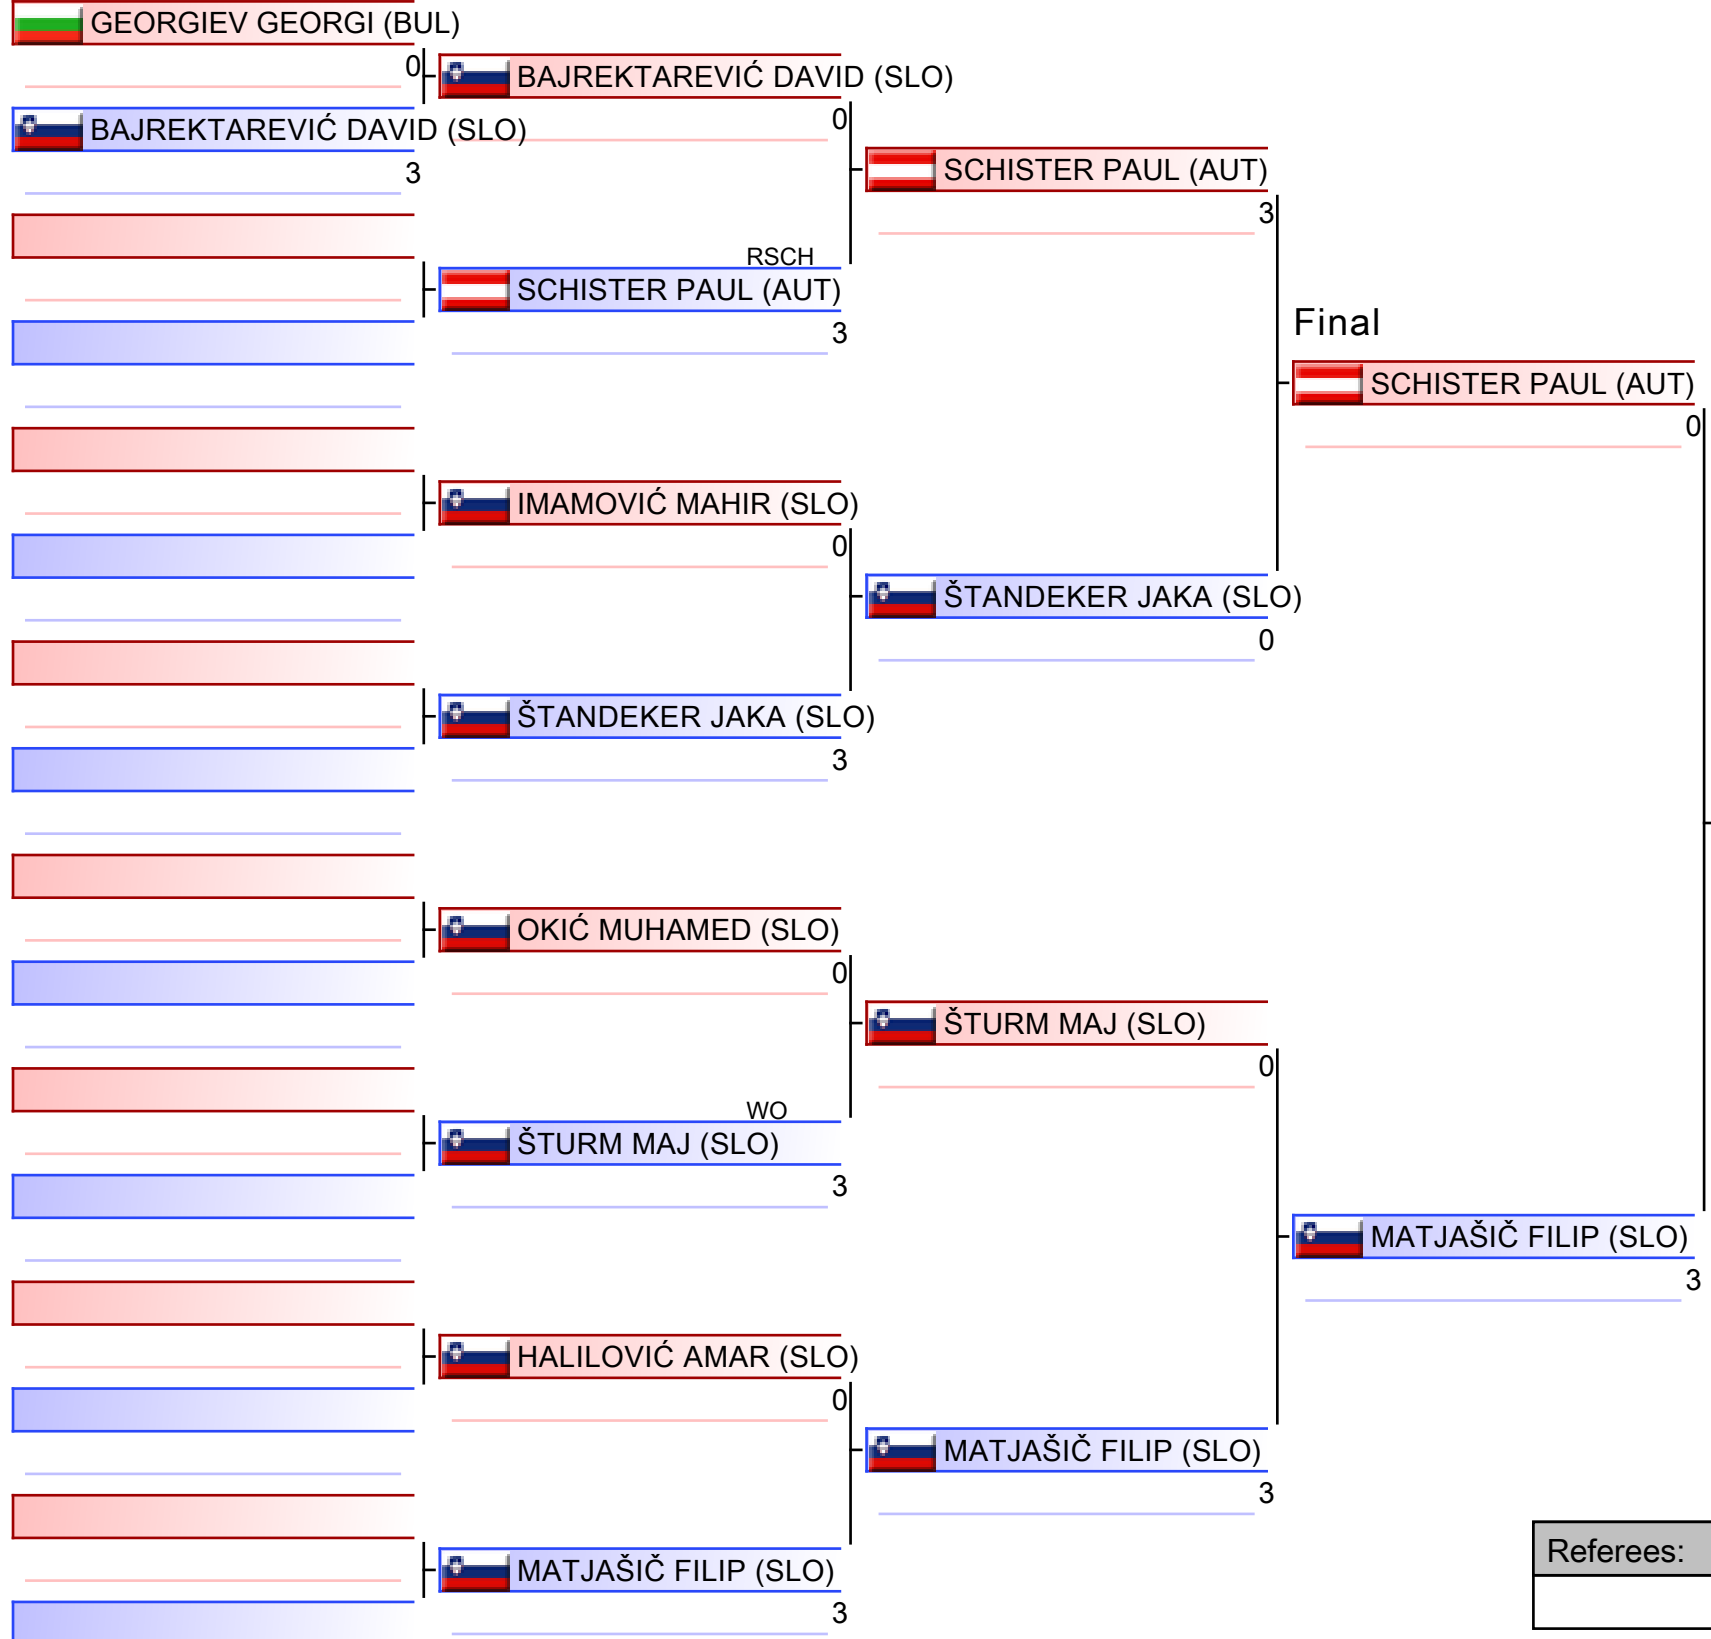 GEORGIEV GEORGI (BUL)
0
BAJREKTAREVIĆ DAVID (SLO)
3
BAJREKTAREVIĆ DAVID (SLO)
0
RSCH
SCHISTER PAUL (AUT)
3
IMAMOVIĆ MAHIR (SLO)
0
ŠTANDEKER JAKA (SLO)
3
OKIĆ MUHAMED (SLO)
0
WO
ŠTURM MAJ (SLO)
3
HALILOVIĆ AMAR (SLO)
0
MATJAŠIČ FILIP (SLO)
3
SCHISTER PAUL (AUT)
3
ŠTANDEKER JAKA (SLO)
0
ŠTURM MAJ (SLO)
0
MATJAŠIČ FILIP (SLO)
3
Final
SCHISTER PAUL (AUT)
0
MATJAŠIČ FILIP (SLO)
3
Referees: